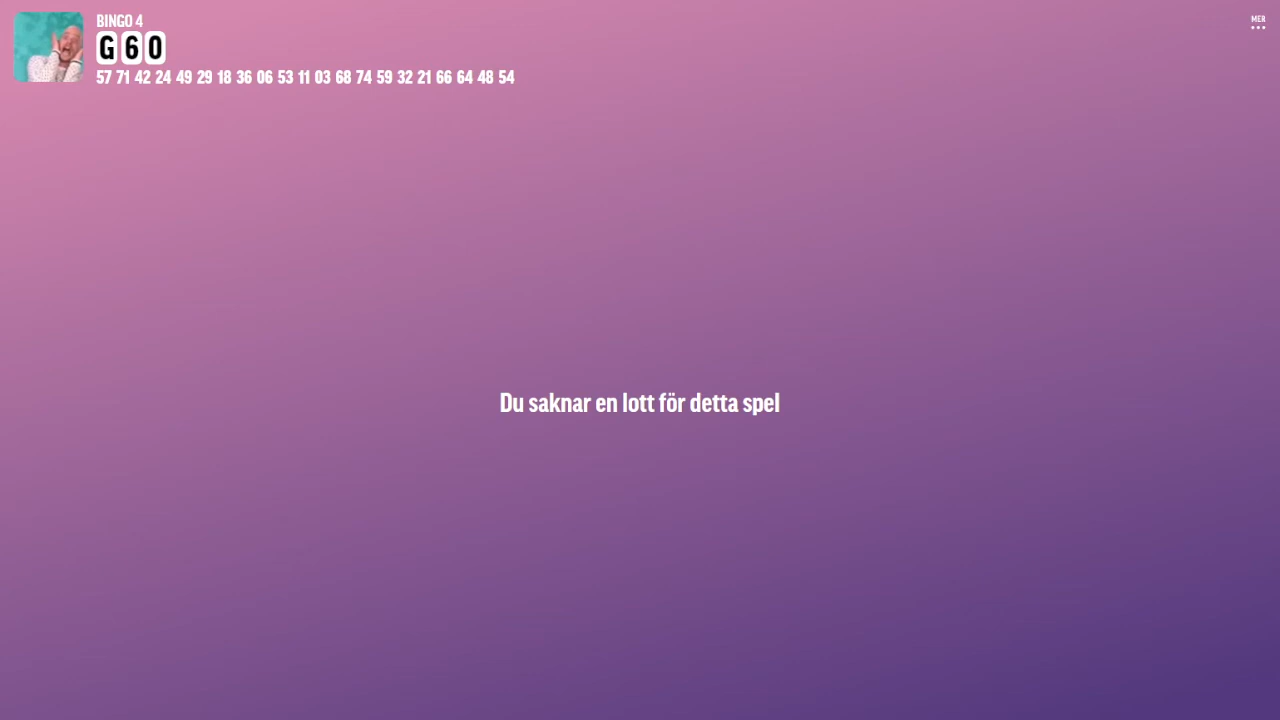 BINGO 4
MER
G60
57 71 42 24 49 29 18 36 06 53 11 03 68 74 59 32 21 66 64 48 54
Du saknar en lott för detta spel